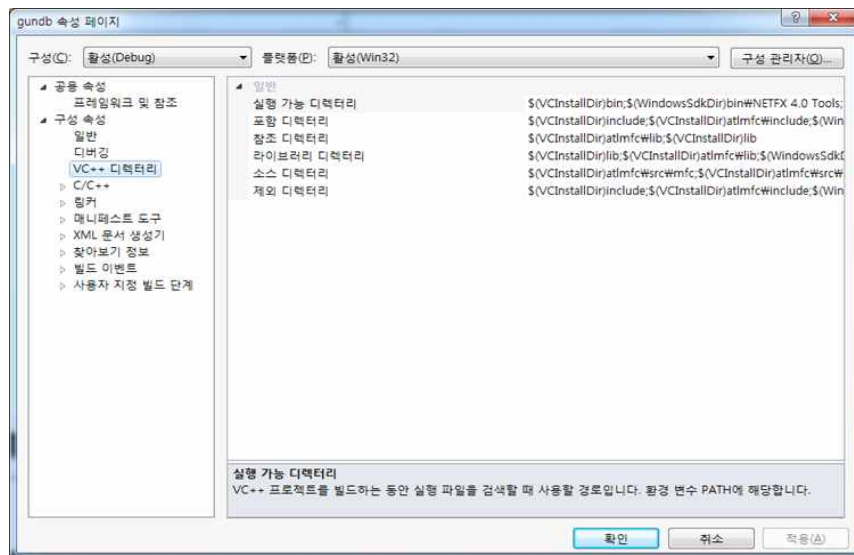 gundb 속성 페이지
구성(C): 활성(Debug) 플랫폼(P): 활성(Win32) 구성 관리자(O)...
공용 속성
프레임워크 및 참조
구성 속성
일반
디버깅
VC++ 디렉터리
C/C++
링커
매니페스트 도구
XML 문서 생성기
찾아보기 정보
빌드 이벤트
사용자 지정 빌드 단계
일반
실행 가능 디렉터리 $(VCInstallDir)bin;$(WindowsSdkDir)bin₩NETFX 4.0 Tools;
포함 디렉터리 $(VCInstallDir)include;$(VCInstallDir)atlmfc₩include;$(Win
참조 디렉터리 $(VCInstallDir)atlmfc₩lib;$(VCInstallDir)lib
라이브러리 디렉터리 $(VCInstallDir)lib;$(VCInstallDir)atlmfc₩lib;$(WindowsSdkD
소스 디렉터리 $(VCInstallDir)atlmfc₩src₩mfc;$(VCInstallDir)atlmfc₩src₩
제외 디렉터리 $(VCInstallDir)include;$(VCInstallDir)atlmfc₩include;$(Win
실행 가능 디렉터리
VC++ 프로젝트를 빌드하는 동안 실행 파일을 검색할 때 사용할 경로입니다. 환경 변수 PATH에 해당합니다.
확인 취소 적용(A)